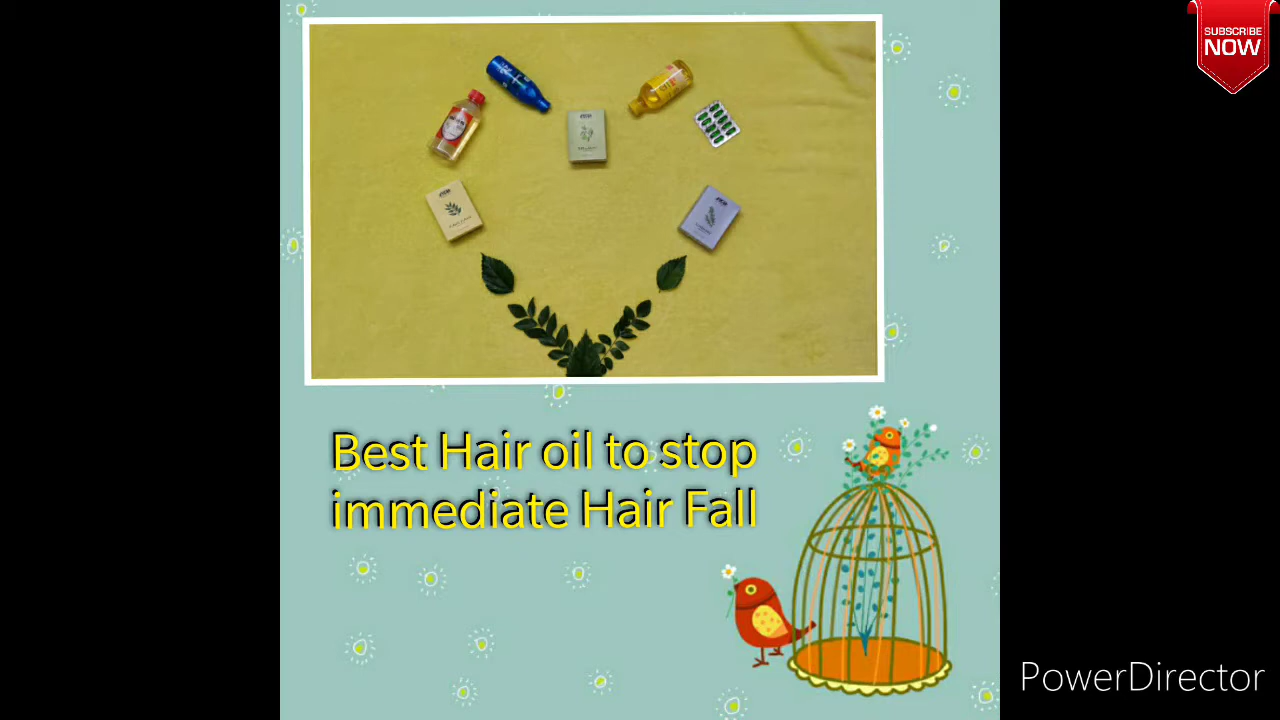 SUBSCRIBE
NOW
Best Hair oil to stop
immediate Hair Fall
PowerDirector